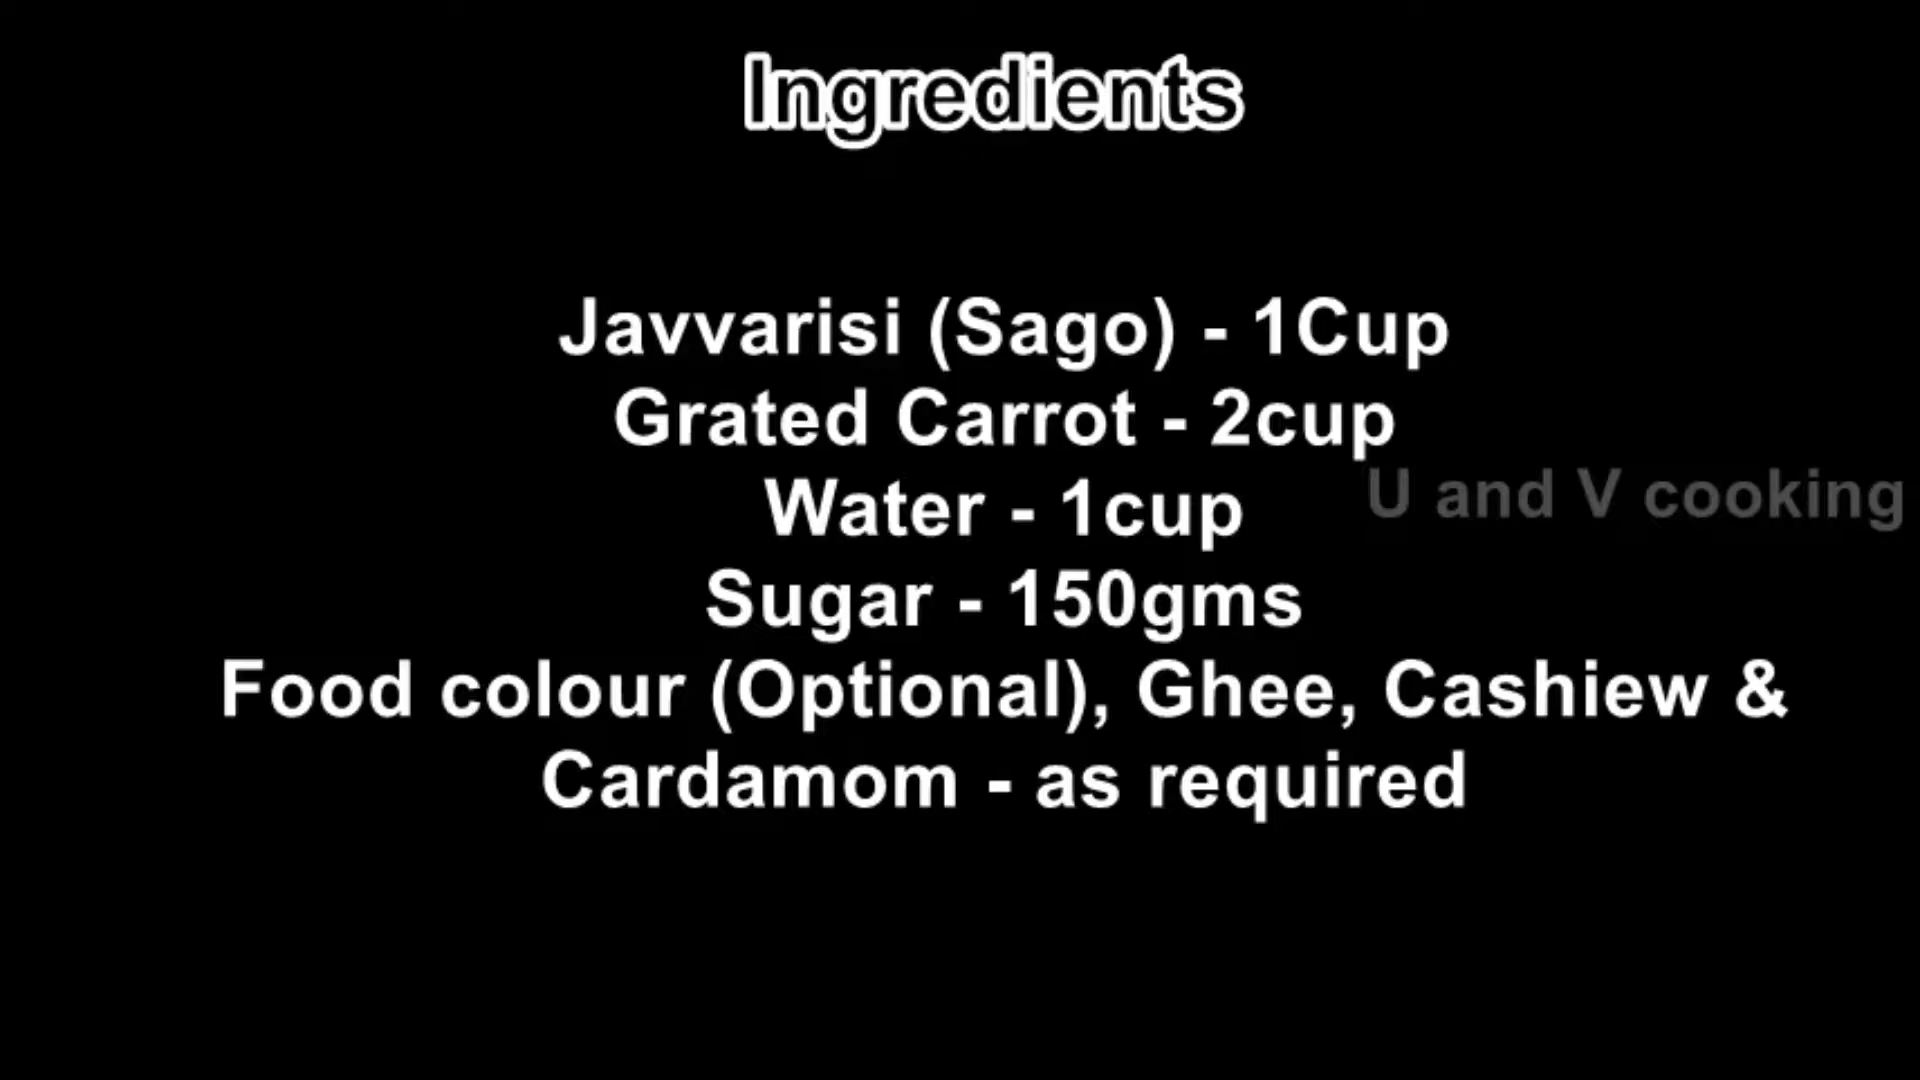 Ingredients
Javvarisi (Sago) - 1Cup
Grated Carrot - 2cup
Water - 1cup
U and V cooking
Sugar - 150gms
Food colour (Optional), Ghee, Cashiew &
Cardamom - as required